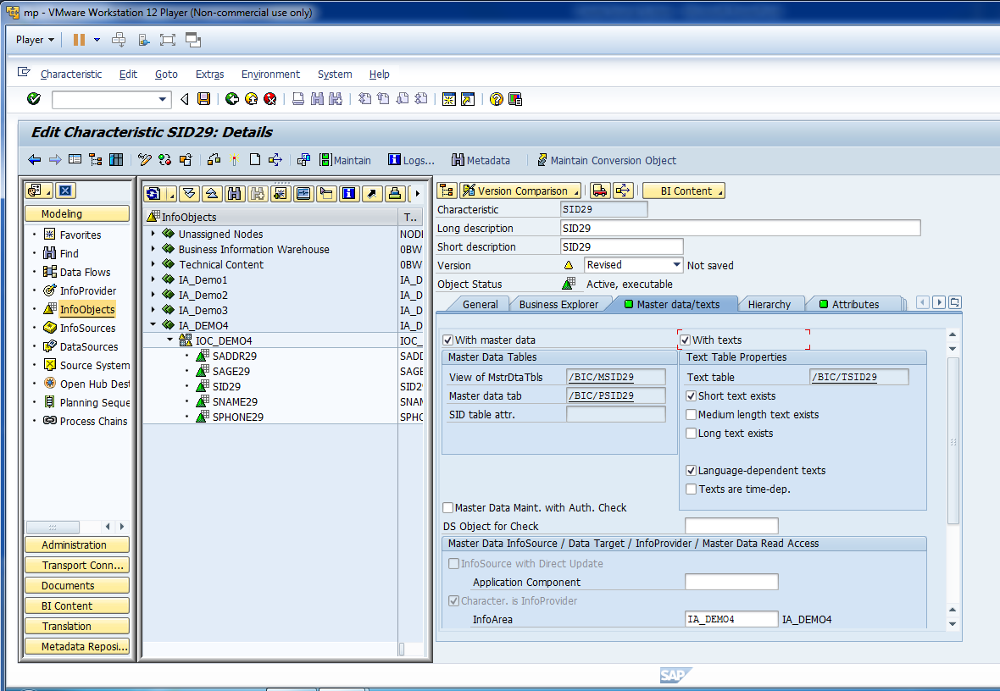 mp - VMware Workstation 12 Player (Non-commercial use only)
Player
Characteristic Edit Goto Extras Environment System Help
Edit Characteristic SID29: Details
Maintain Logs... Metadata Maintain Conversion Object
Modeling
Favorites
Find
Data Flows
InfoProvider
InfoObjects
InfoSources
DataSources
Source System
Open Hub Dest
Planning Seque
Process Chains
Administration
Transport Conn...
Documents
BI Content
Translation
Metadata Reposi...
InfoObjects T..
Unassigned Nodes NODI
Business Information Warehouse 0BW
Technical Content 0BW
IA_Demo1 IA_D
IA_Demo2 IA_D
IA_Demo3 IA_D
IA_DEMO4 IA_D
IOC_DEMO4 IOC_
SADDR29 SADD
SAGE29 SAGE
SID29 SID2
SNAME29 SNAN
SPHONE29 SPHC
Version Comparison BI Content
Characteristic SID29
Long description SID29
Short description SID29
Version Revised Not saved
Object Status Active, executable
General Business Explorer Master data/texts Hierarchy Attributes
With master data
Master Data Tables
View of MstrDtaTbls /BIC/MSID29
Master data tab /BIC/PSID29
SID table attr.
With texts
Text Table Properties
Text table /BIC/TSID29
Short text exists
Medium length text exists
Long text exists
Language-dependent texts
Texts are time-dep.
Master Data Maint. with Auth. Check
DS Object for Check
Master Data InfoSource / Data Target / InfoProvider / Master Data Read Access
InfoSource with Direct Update
Application Component
Character. is InfoProvider
InfoArea IA_DEMO4 IA_DEMO4
SAP